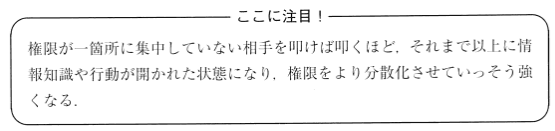 ここに注目！
権限が一箇所に集中していない相手を叩けば叩くほど，それまで以上に情
報知識や行動が開かれた状態になり，権限をより分散化させていっそう強
くなる．